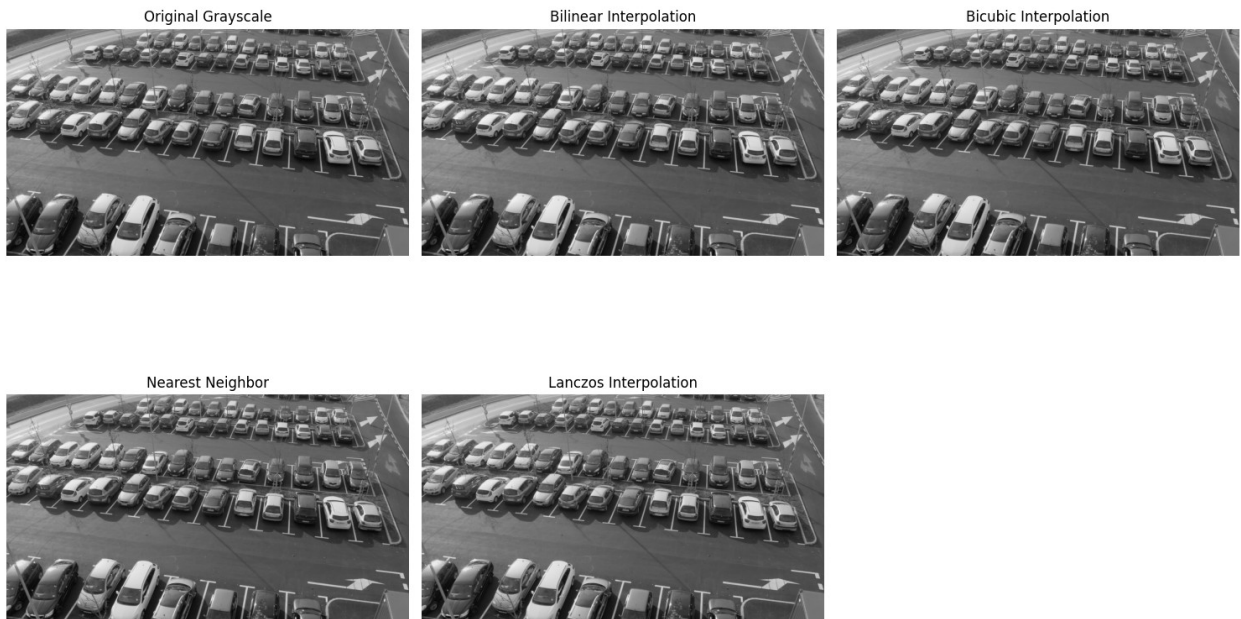 Original Grayscale
Bilinear Interpolation
Bicubic Interpolation
Nearest Neighbor
Lanczos Interpolation